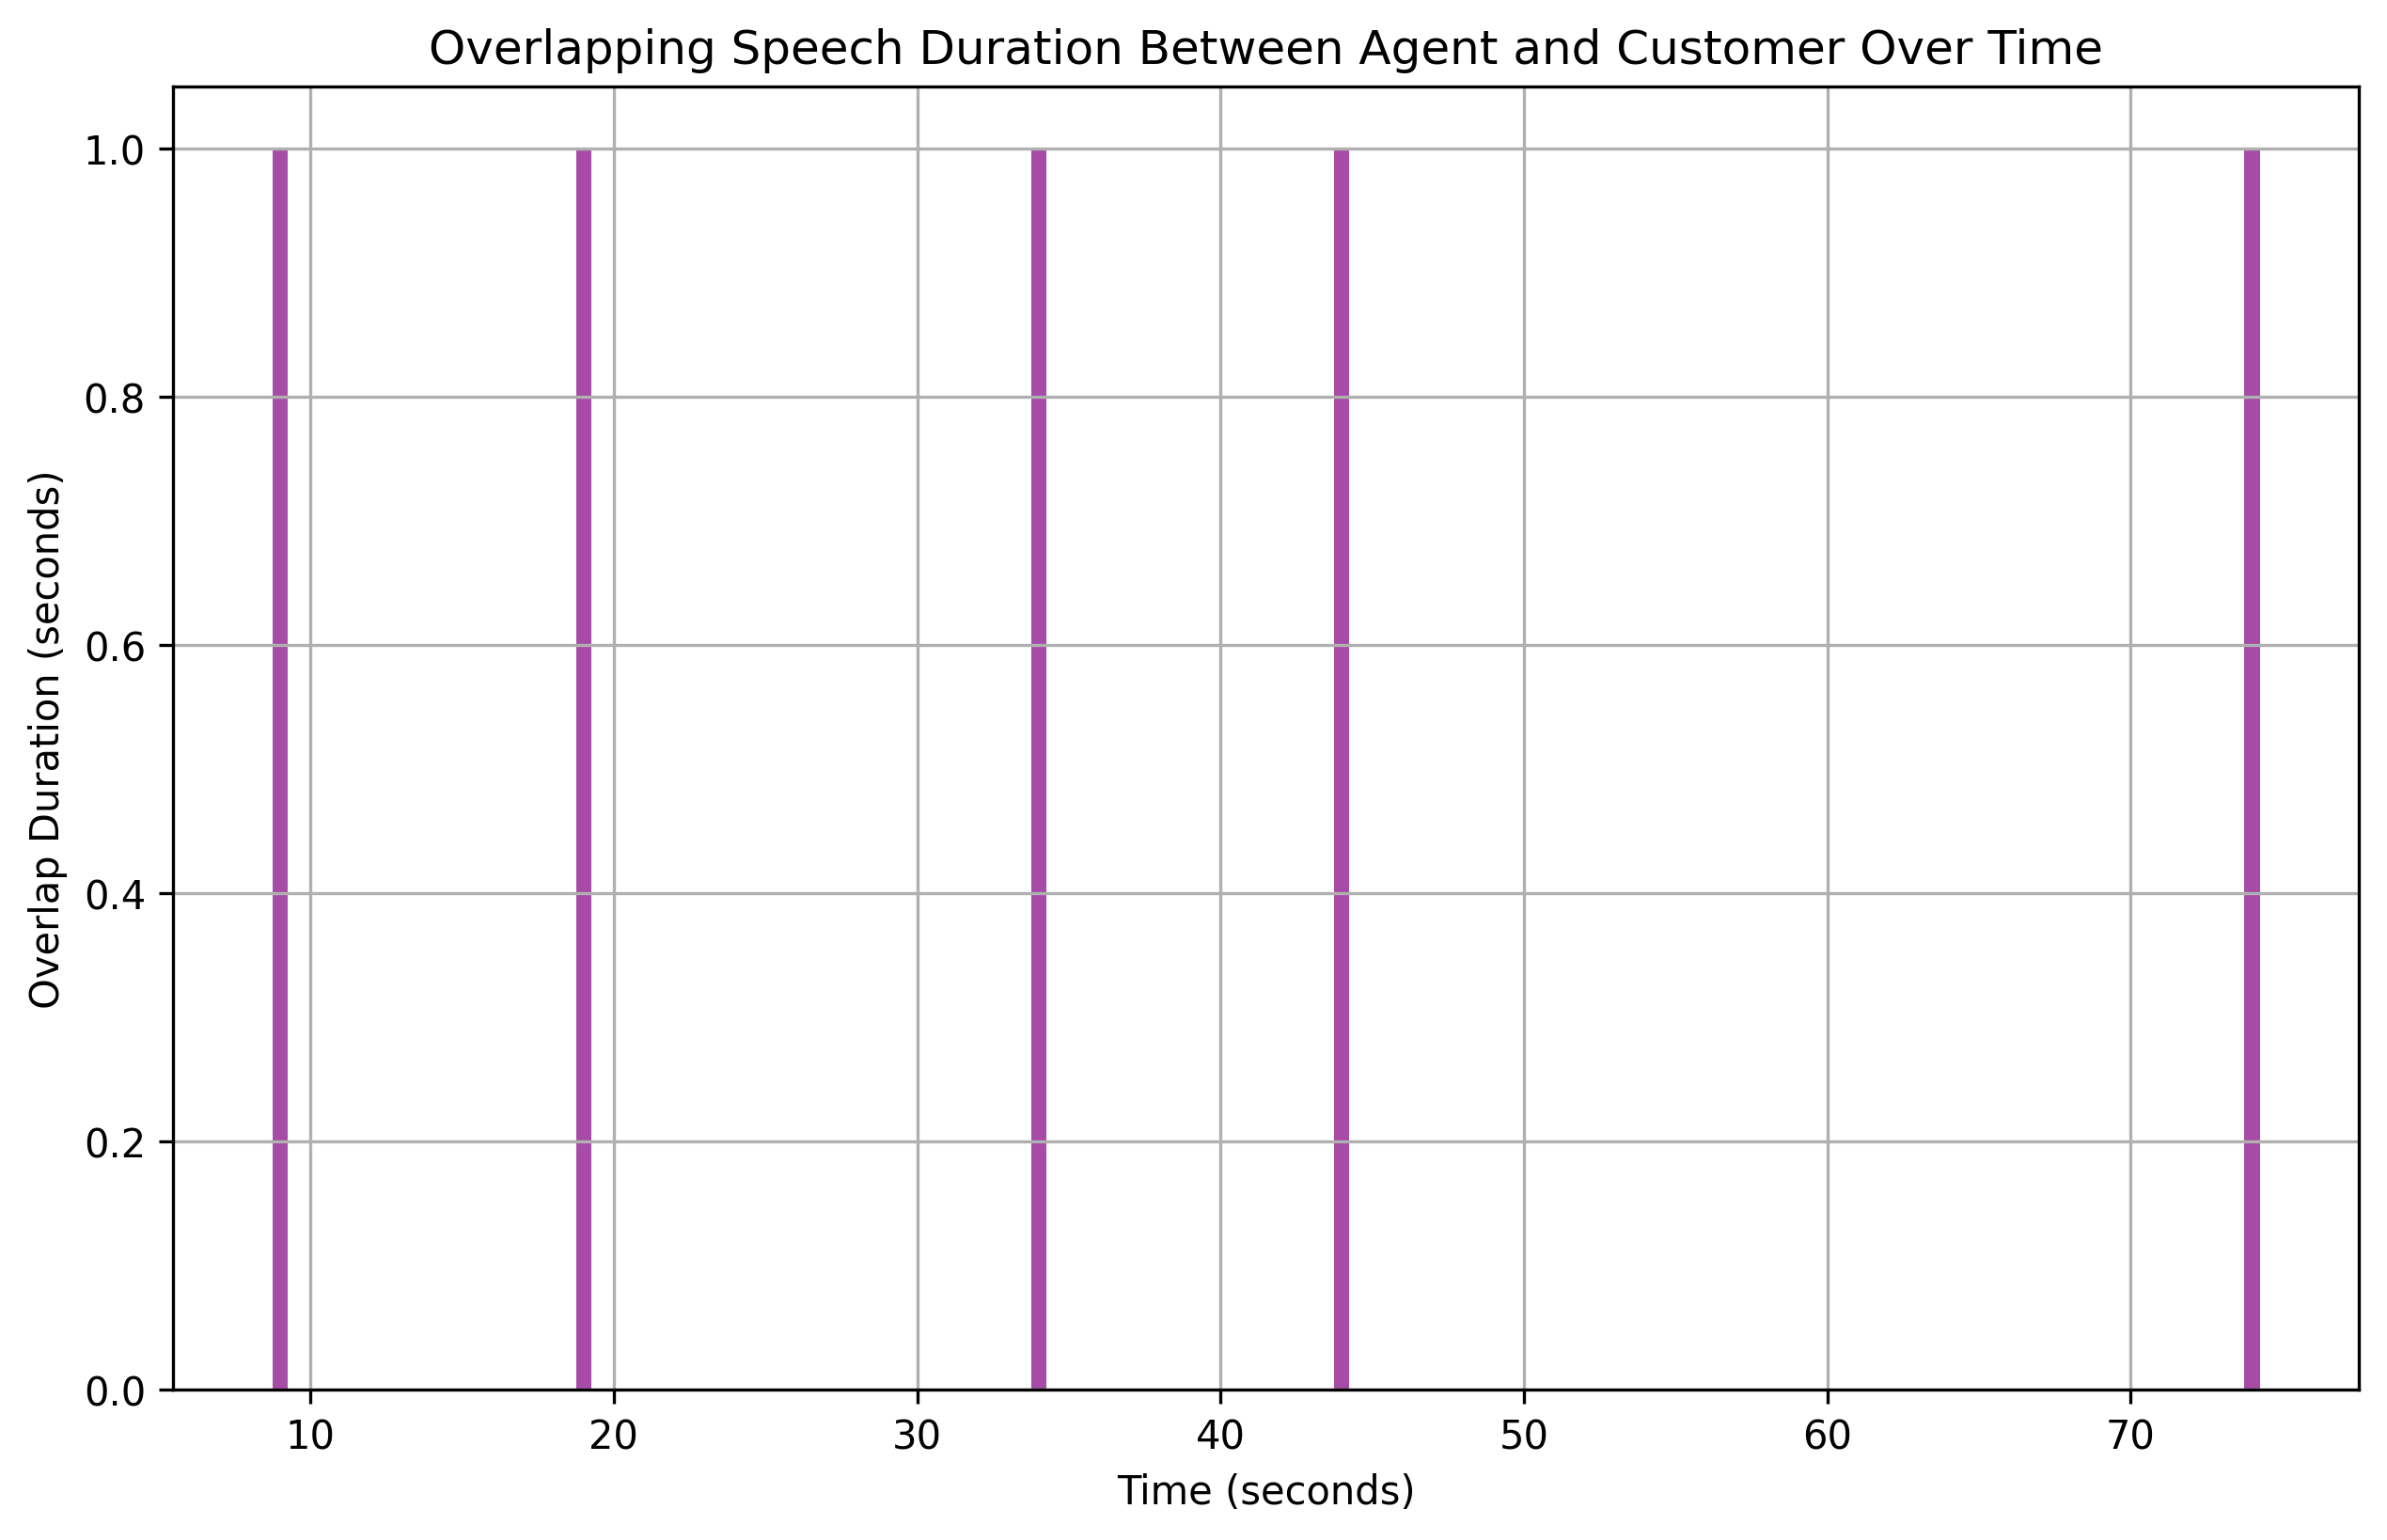 Overlapping Speech Duration Between Agent and Customer Over Time
Overlap Duration (seconds)
1.0
0.8
0.6
0.4
0.2
0.0
10 20 30 40 50 60 70
Time (seconds)